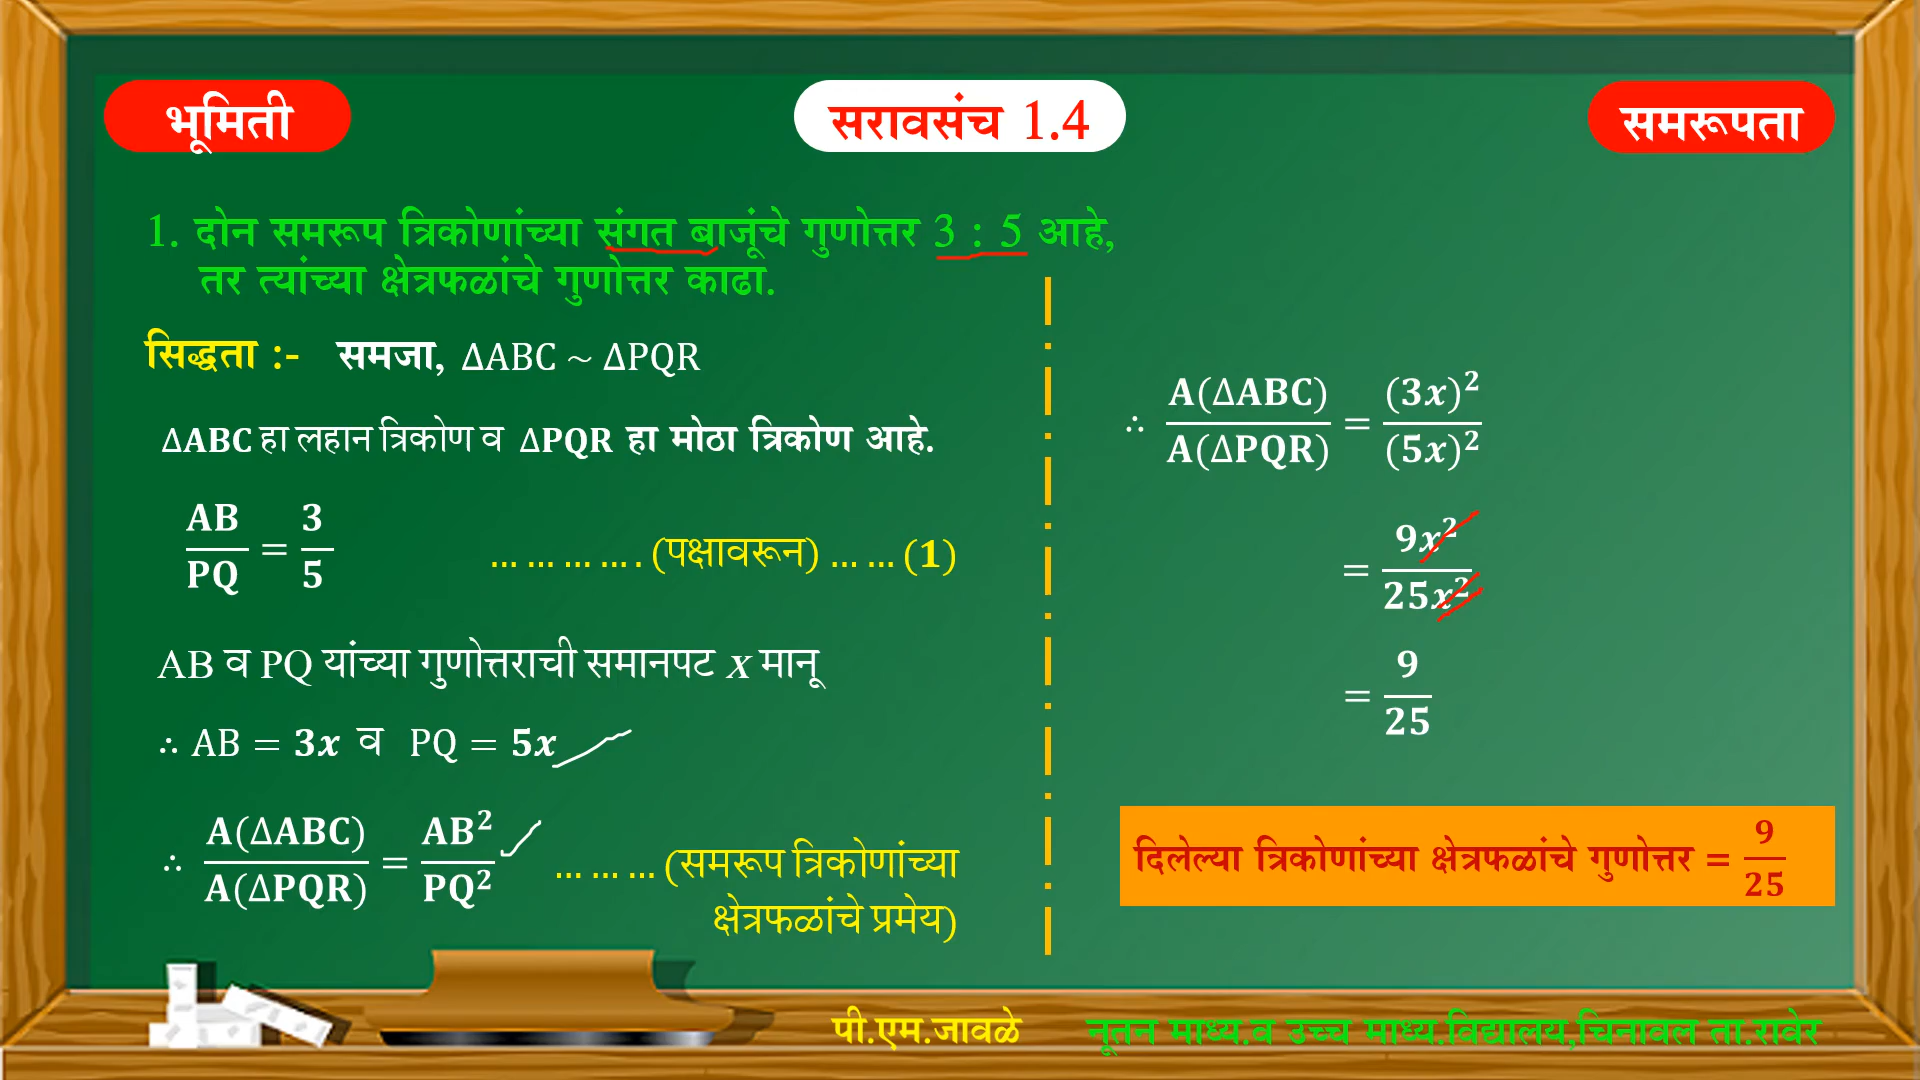 भूमिती
सरावसंच 1.4
समरूपता
1. दोन समरूप त्रिकोणांच्या संगत बाजूंचे गुणोत्तर 3 : 5 आहे,
तर त्यांच्या क्षेत्रफळांचे गुणोत्तर काढा.
सिद्धता :- समजा, ΔABC ~ ΔPQR
ΔABC हा लहान त्रिकोण व ΔPQR हा मोठा त्रिकोण आहे.
AB/PQ = 3/5 ... ... ... ... . (पक्षावरून) ... ... (1)
AB व PQ यांच्या गुणोत्तराची समानपट x मानू
∴ AB = 3x व PQ = 5x
∴ A(ΔABC)/A(ΔPQR) = AB²/PQ² ... ... ... (समरूप त्रिकोणांच्या
क्षेत्रफळांचे प्रमेय)
∴ A(ΔABC)/A(ΔPQR) = (3x)²/(5x)²
= 9x²/25x²
= 9/25
दिलेल्या त्रिकोणांच्या क्षेत्रफळांचे गुणोत्तर = 9/25
पी.एम.जावळे
नूतन माध्य.व उच्च माध्य.विद्यालय,चिनावल ता.रावेर